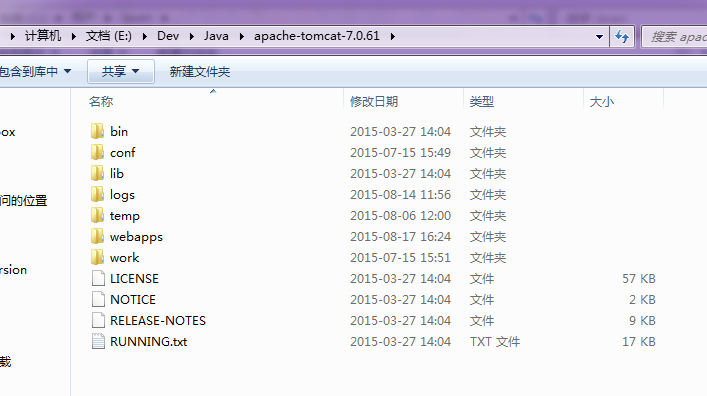 计算机 文档 (E:) Dev Java apache-tomcat-7.0.61 搜索 apac
包含到库中 共享 新建文件夹
名称 修改日期 类型 大小
bin 2015-03-27 14:04 文件夹
conf 2015-07-15 15:49 文件夹
lib 2015-03-27 14:04 文件夹
logs 2015-08-14 11:56 文件夹
temp 2015-08-06 12:00 文件夹
webapps 2015-08-17 16:24 文件夹
work 2015-07-15 15:51 文件夹
LICENSE 2015-03-27 14:04 文件 57 KB
NOTICE 2015-03-27 14:04 文件 2 KB
RELEASE-NOTES 2015-03-27 14:04 文件 9 KB
RUNNING.txt 2015-03-27 14:04 TXT 文件 17 KB
ox
问的位置
ersion
载